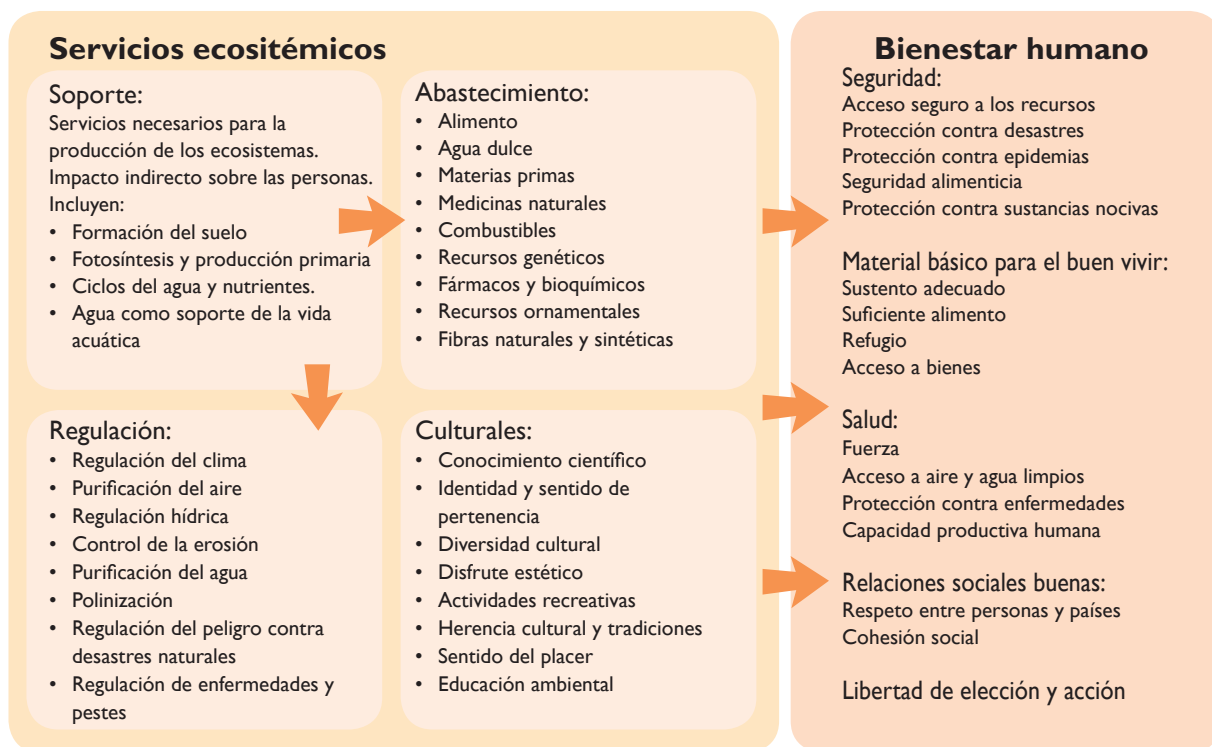 Servicios ecositémicos
Soporte:
Servicios necesarios para la
producción de los ecosistemas.
Impacto indirecto sobre las personas.
Incluyen:
• Formación del suelo
• Fotosíntesis y producción primaria
• Ciclos del agua y nutrientes.
• Agua como soporte de la vida
acuática
Abastecimiento:
• Alimento
• Agua dulce
• Materias primas
• Medicinas naturales
• Combustibles
• Recursos genéticos
• Fármacos y bioquímicos
• Recursos ornamentales
• Fibras naturales y sintéticas
Regulación:
• Regulación del clima
• Purificación del aire
• Regulación hídrica
• Control de la erosión
• Purificación del agua
• Polinización
• Regulación del peligro contra
desastres naturales
• Regulación de enfermedades y
pestes
Culturales:
• Conocimiento científico
• Identidad y sentido de
pertenencia
• Diversidad cultural
• Disfrute estético
• Actividades recreativas
• Herencia cultural y tradiciones
• Sentido del placer
• Educación ambiental
Bienestar humano
Seguridad:
Acceso seguro a los recursos
Protección contra desastres
Protección contra epidemias
Seguridad alimenticia
Protección contra sustancias nocivas
Material básico para el buen vivir:
Sustento adecuado
Suficiente alimento
Refugio
Acceso a bienes
Salud:
Fuerza
Acceso a aire y agua limpios
Protección contra enfermedades
Capacidad productiva humana
Relaciones sociales buenas:
Respeto entre personas y países
Cohesión social
Libertad de elección y acción